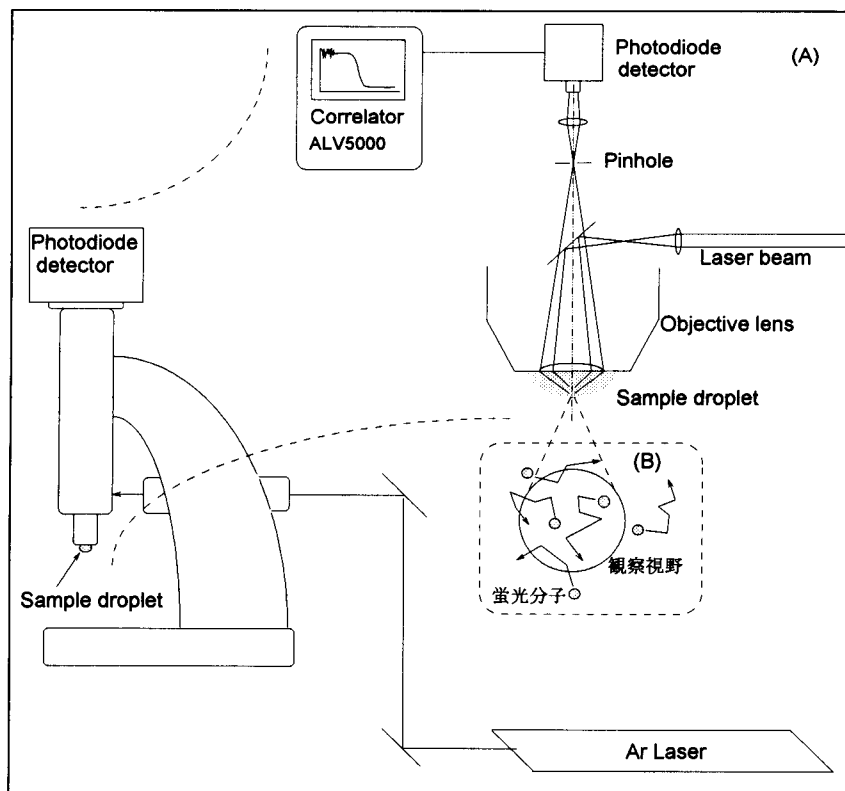 Photodiode
detector
(A)
Correlator
ALV5000
Pinhole
Photodiode
detector
Laser beam
Objective lens
Sample droplet
(B)
観察視野
蛍光分子
Sample droplet
Ar Laser